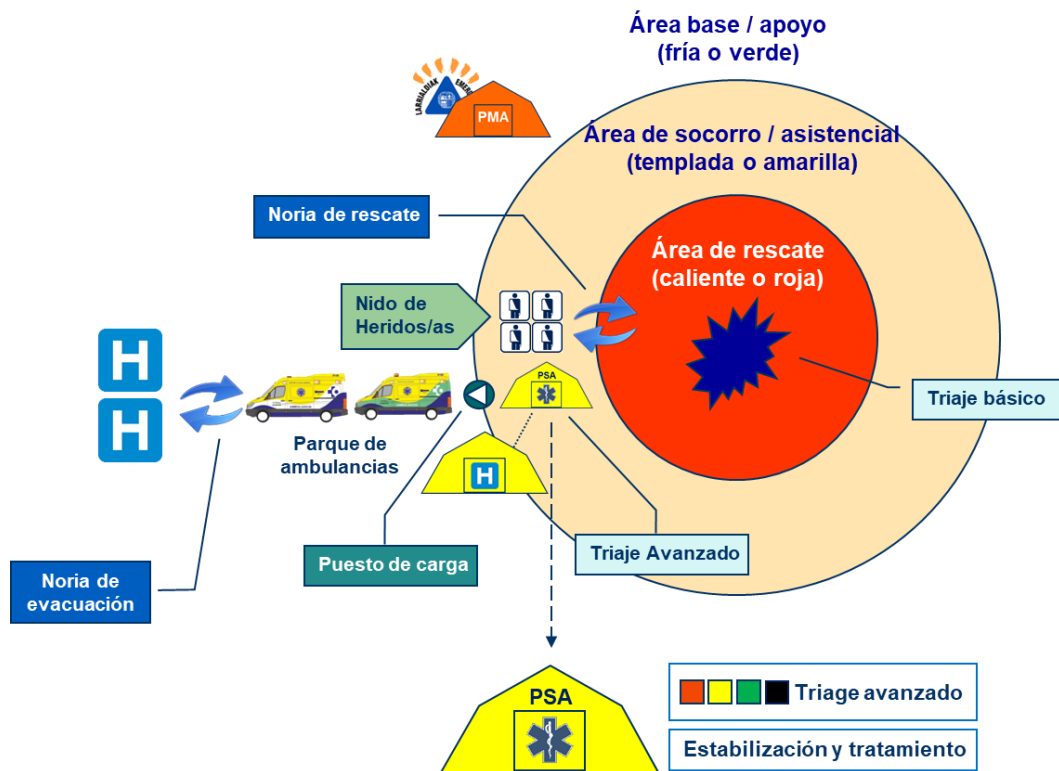 Área base / apoyo
(fría o verde)
LARRIALDIAK
PMA
Área de socorro / asistencial
(templada o amarilla)
Noria de rescate
Área de rescate
(caliente o roja)
Nido de
Heridos/as
H
H
PSA
Triaje básico
Parque de
ambulancias
H
Puesto de carga
Triaje Avanzado
Noria de
evacuación
PSA
Triage avanzado
Estabilización y tratamiento